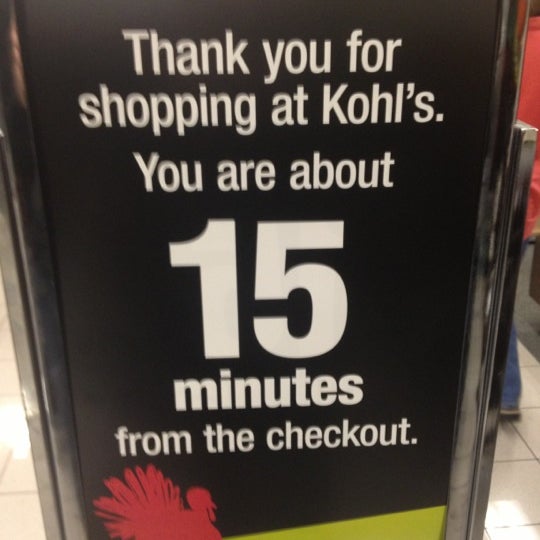 Thank you for
shopping at Kohl's.
You are about
15
minutes
from the checkout.